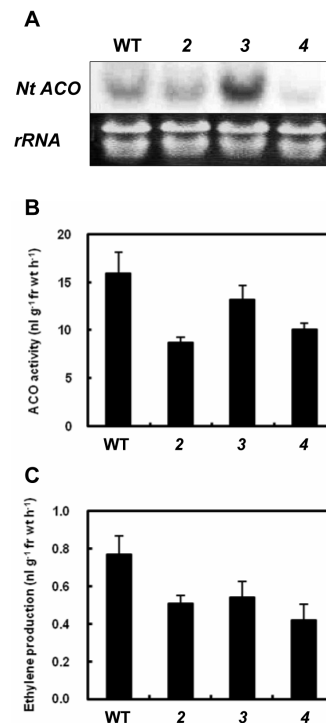 A
WT 2 3 4
Nt ACO
rRNA
B
ACO activity (nl g⁻¹ fr wt h⁻¹)
20
15
10
5
0
WT 2 3 4
C
Ethylene production (nl g⁻¹ fr wt h⁻¹)
1.0
0.8
0.6
0.4
0.2
0.0
WT 2 3 4